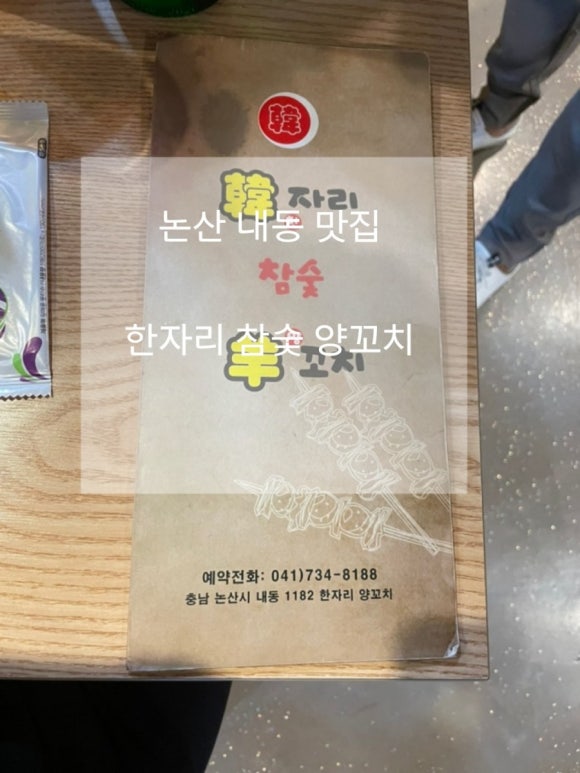 韓
韓자리
논산 내동 맛집
참숯
한자리 참숯 양꼬치
羊꼬치
예약전화: 041)734-8188
충남 논산시 내동 1182 한자리 양꼬치